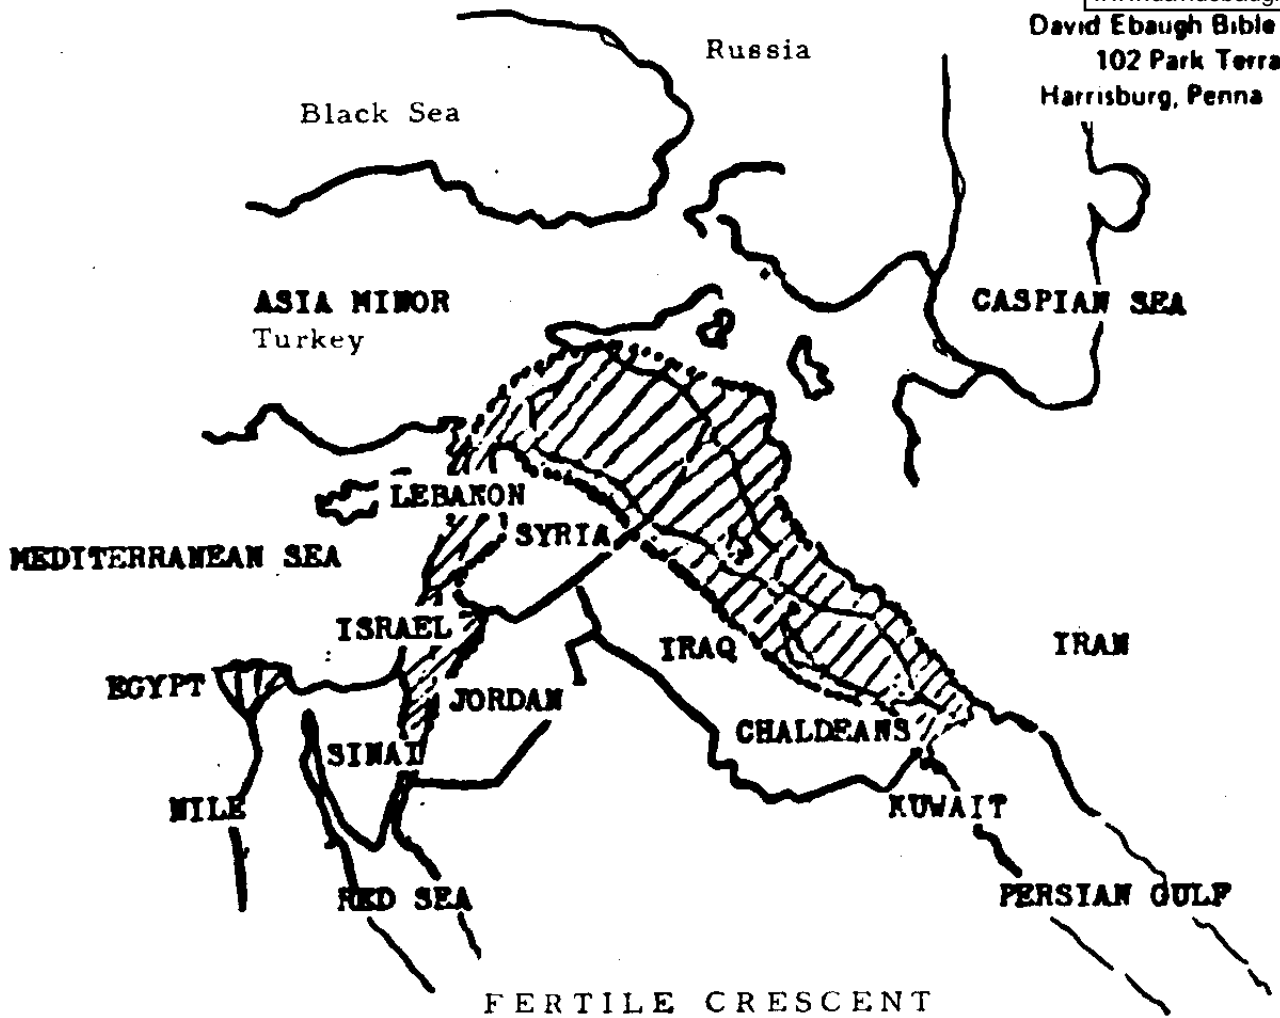 David Ebaugh Bible
102 Park Terra
Harrisburg, Penna
Russia
Black Sea
ASIA MINOR
Turkey
CASPIAN SEA
LEBANON
SYRIA
MEDITERRANEAN SEA
ISRAEL
IRAQ
IRAN
EGYPT
JORDAN
CHALDEANS
SINAI
NILE
KUWAIT
RED SEA
PERSIAN GULF
FERTILE CRESCENT